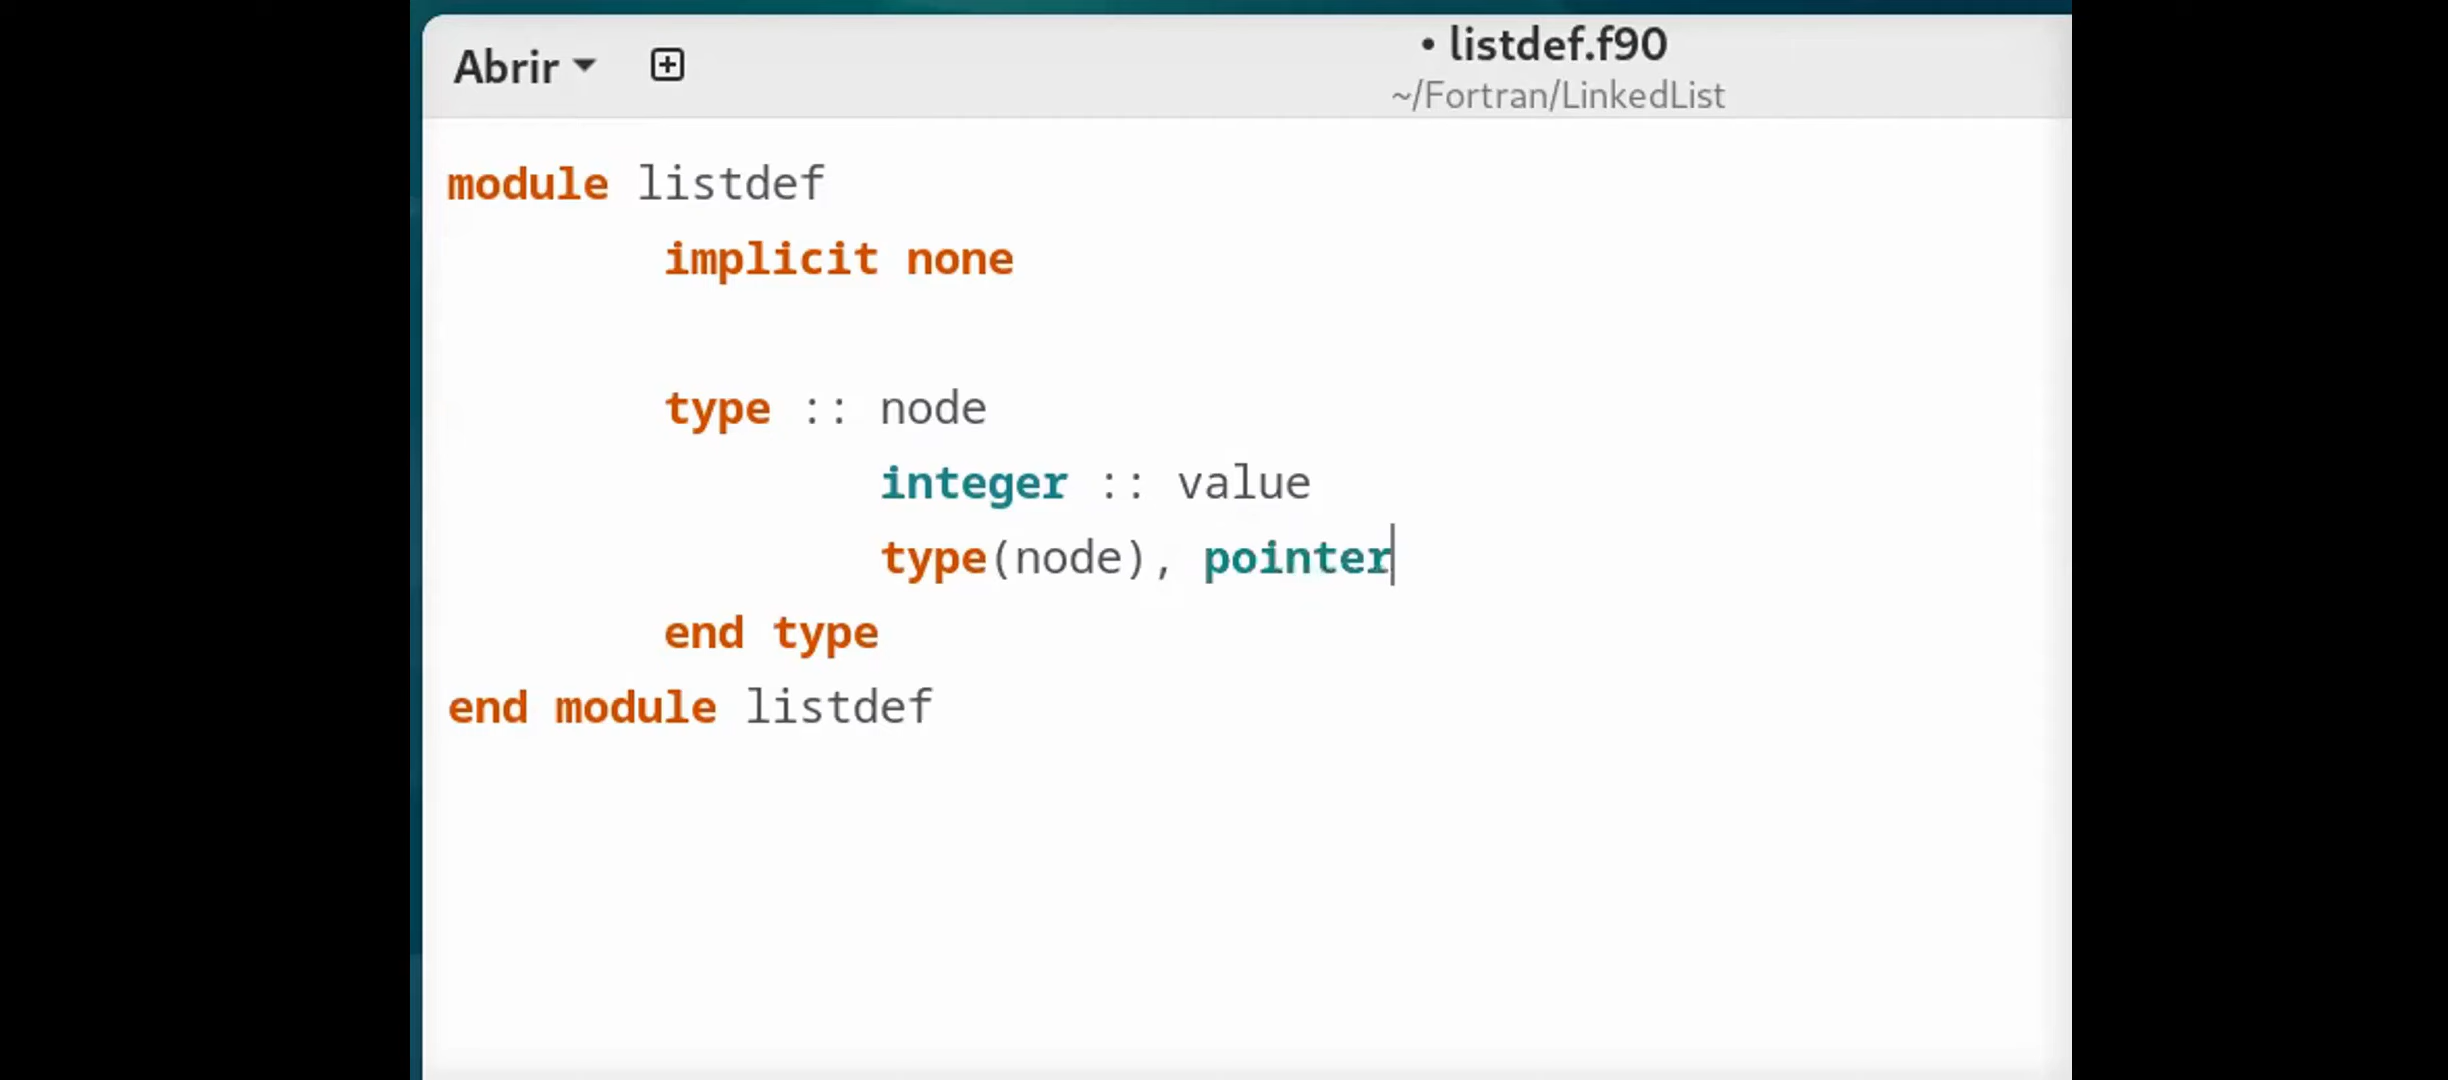 Abrir
• listdef.f90
~/Fortran/LinkedList
module listdef
implicit none
type :: node
integer :: value
type(node), pointer
end type
end module listdef